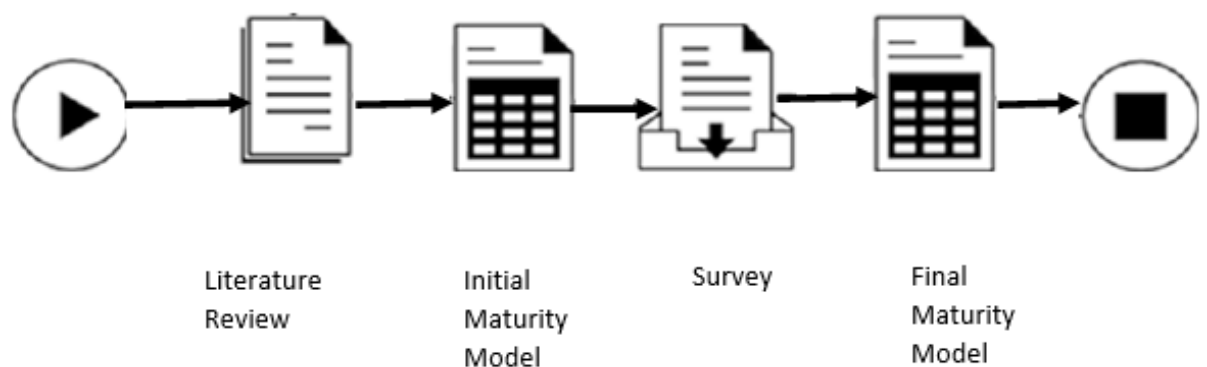 Literature
Review
Initial
Maturity
Model
Survey
Final
Maturity
Model